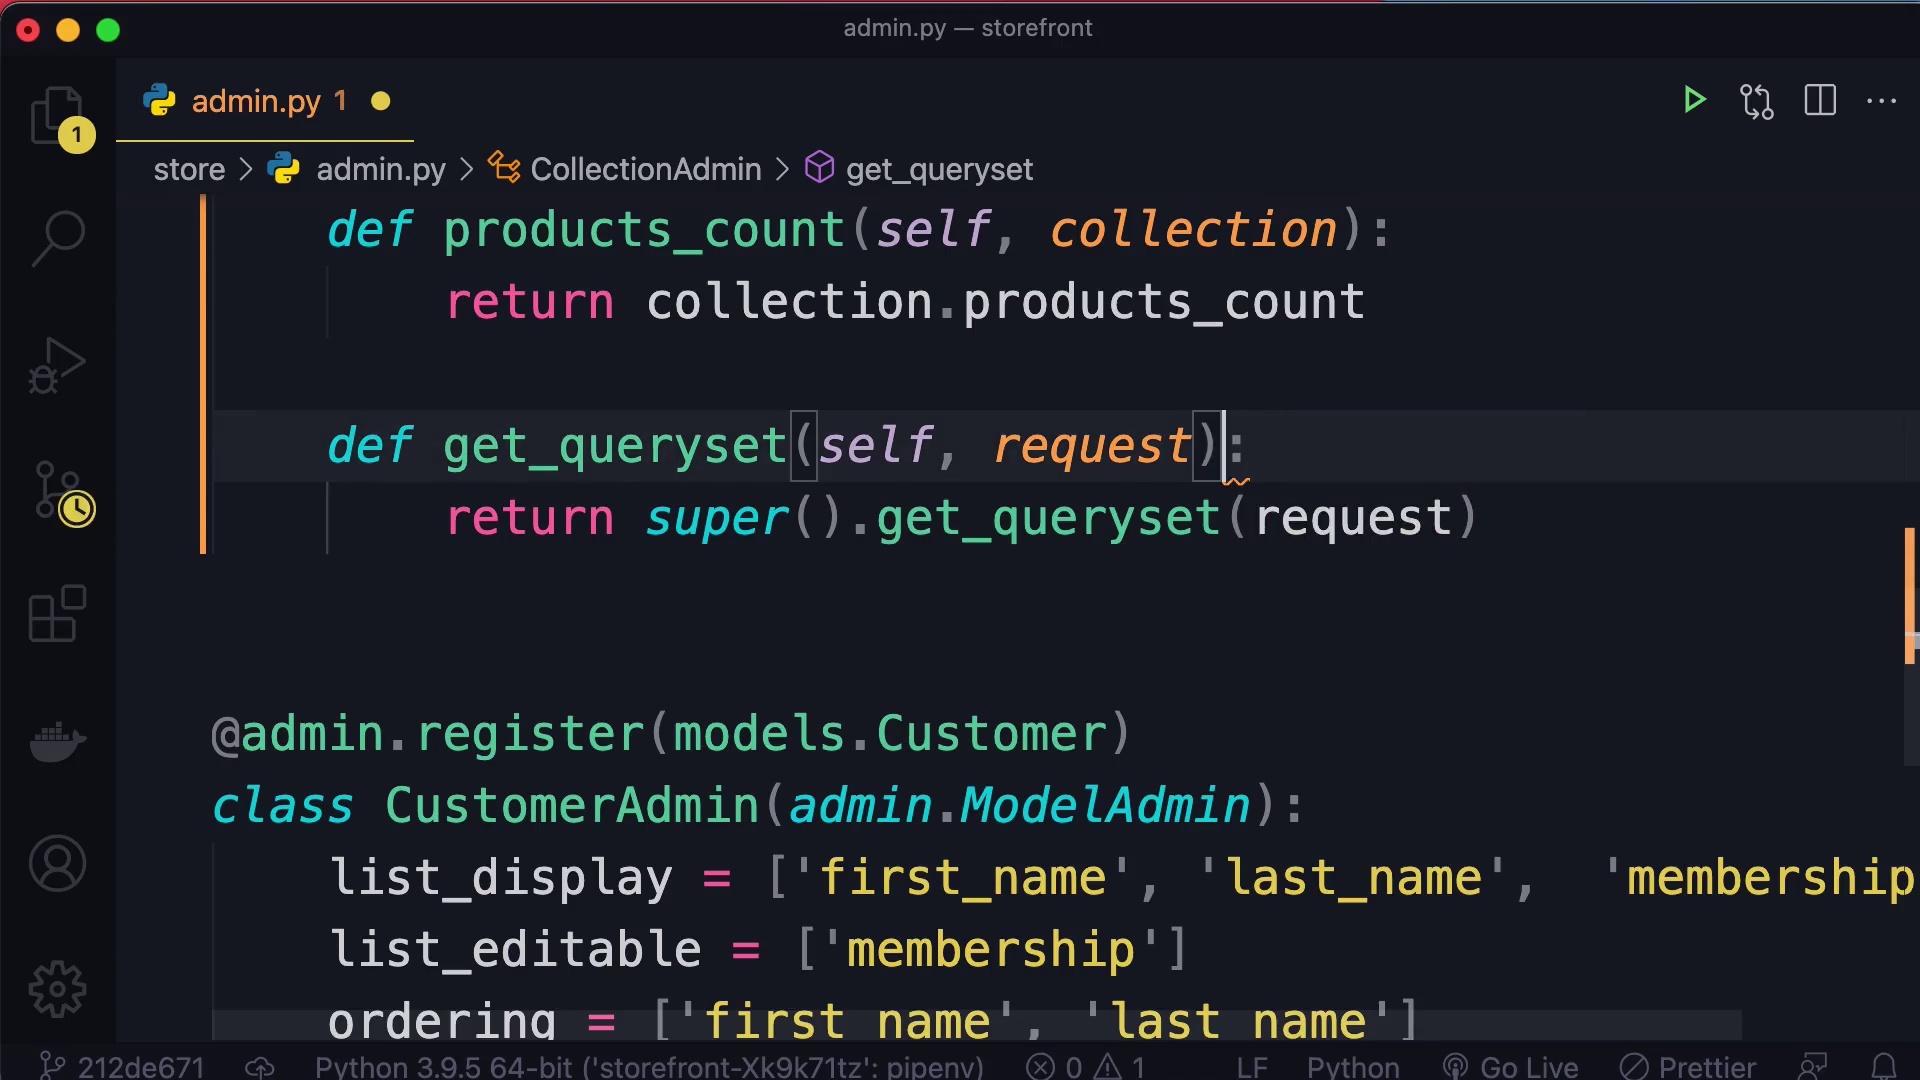 admin.py — storefront
admin.py 1
1
store > admin.py > CollectionAdmin > get_queryset
def products_count(self, collection):
return collection.products_count
def get_queryset(self, request):
return super().get_queryset(request)
@admin.register(models.Customer)
class CustomerAdmin(admin.ModelAdmin):
list_display = ['first_name', 'last_name', 'membership
list_editable = ['membership']
ordering = ['first_name', 'last_name']
212de671 Python 3.9.5 64-bit ('storefront-Xk9k71tz': pipenv) 0 1 LF Python Go Live Prettier